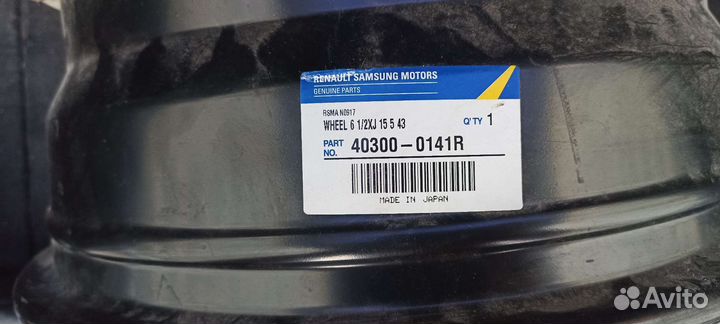 RENAULT SAMSUNG MOTORS
GENUINE PARTS
RSMA N0917
WHEEL 6 1/2XJ 15 5 43 Q'TY 1
PART NO. 40300-0141R
MADE IN JAPAN
Avito